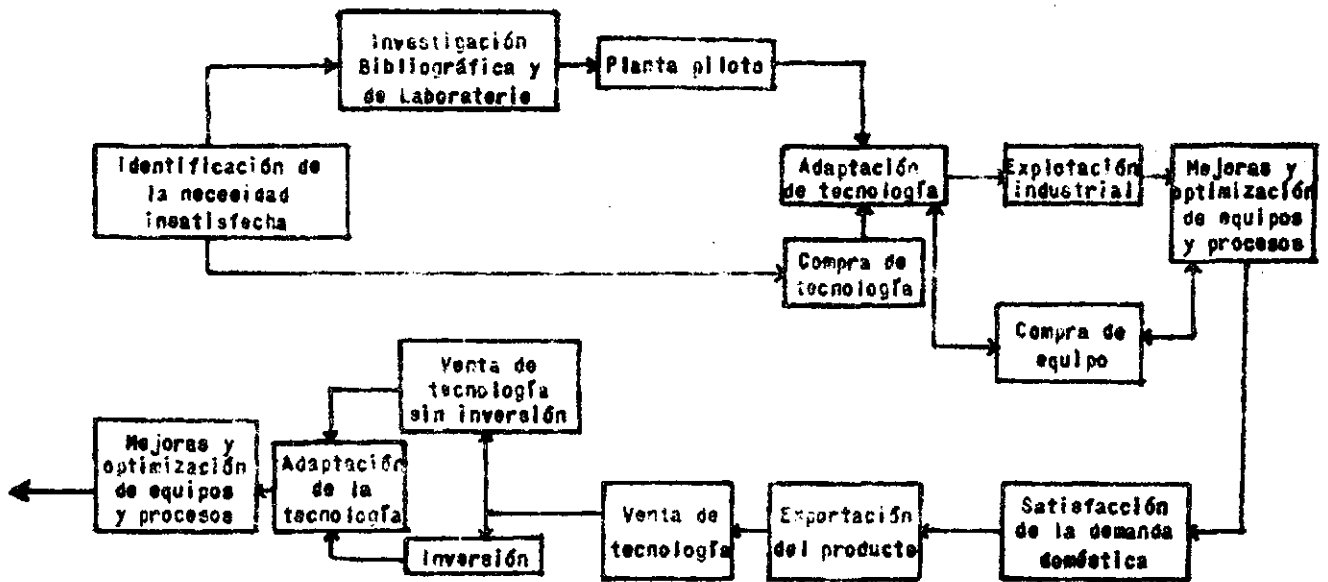 Investigación
Bibliográfica y
de Laboratorio
Planta piloto
Identificación de
la necesidad
insatisfecha
Adaptación
de tecnología
Explotación
industrial
Mejoras y
optimización
de equipos
y procesos
Compra de
tecnología
Compra de
equipo
Venta de
tecnología
sin inversión
Mejoras y
optimización
de equipos
y procesos
Adaptación
de la
tecnología
Inversión
Venta de
tecnología
Exportación
del producto
Satisfacción
de la demanda
doméstica